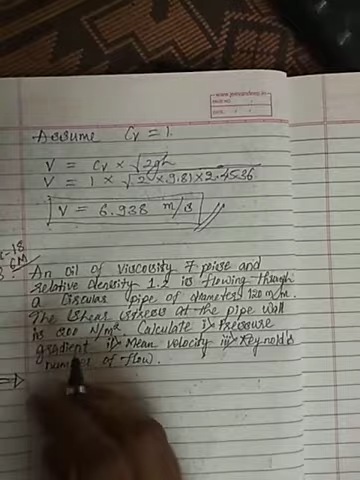 Assume Cv = 1.
V = Cv × √2gh
V = 1 × √2 × 9.81 × 2.4536
V = 6.938 m/s
An oil of viscosity 7 poise and
relative density 1.2 is flowing through
a Circular pipe of diameter 120 mm.
The shear stress at the pipe wall
is 300 N/m². Calculate i> Pressure
gradient ii> Mean velocity iii> Reynold's
number of flow.